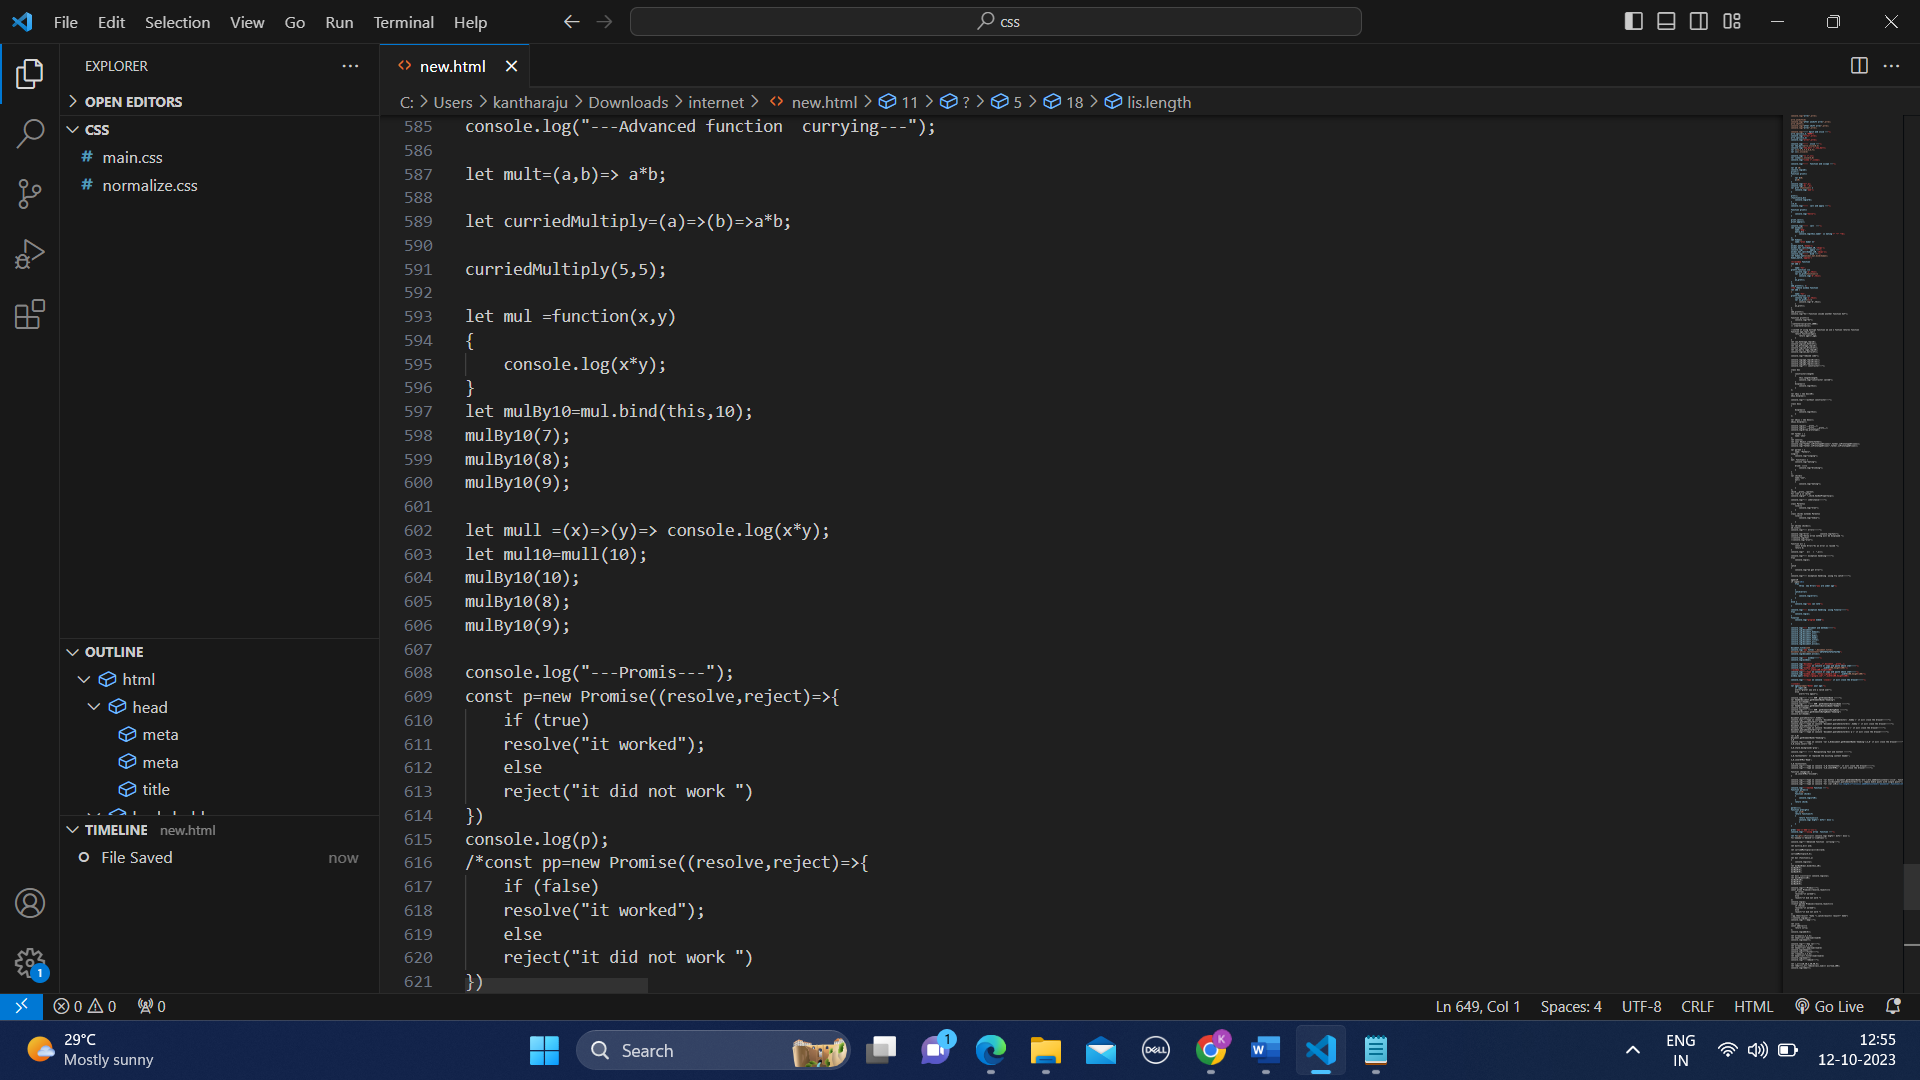 File Edit Selection View Go Run Terminal Help
css
EXPLORER
OPEN EDITORS
CSS
# main.css
# normalize.css
OUTLINE
html
head
meta
meta
title
TIMELINE new.html
File Saved now
new.html
C: > Users > kantharaju > Downloads > internet > new.html > 11 > ? > 5 > 18 > lis.length
585 console.log("---Advanced function  currying---");
586
587 let mult=(a,b)=> a*b;
588
589 let curriedMultiply=(a)=>(b)=>a*b;
590
591 curriedMultiply(5,5);
592
593 let mul =function(x,y)
594 {
595     console.log(x*y);
596 }
597 let mulBy10=mul.bind(this,10);
598 mulBy10(7);
599 mulBy10(8);
600 mulBy10(9);
601
602 let mull =(x)=>(y)=> console.log(x*y);
603 let mul10=mull(10);
604 mulBy10(10);
605 mulBy10(8);
606 mulBy10(9);
607
608 console.log("---Promis---");
609 const p=new Promise((resolve,reject)=>{
610     if (true)
611     resolve("it worked");
612     else
613     reject("it did not work ")
614 })
615 console.log(p);
616 /*const pp=new Promise((resolve,reject)=>{
617     if (false)
618     resolve("it worked");
619     else
620     reject("it did not work ")
621 })
1
0 0 0
Ln 649, Col 1 Spaces: 4 UTF-8 CRLF HTML Go Live
29°C
Mostly sunny
Search
1
DELL
K
W
ENG
IN
12:55
12-10-2023